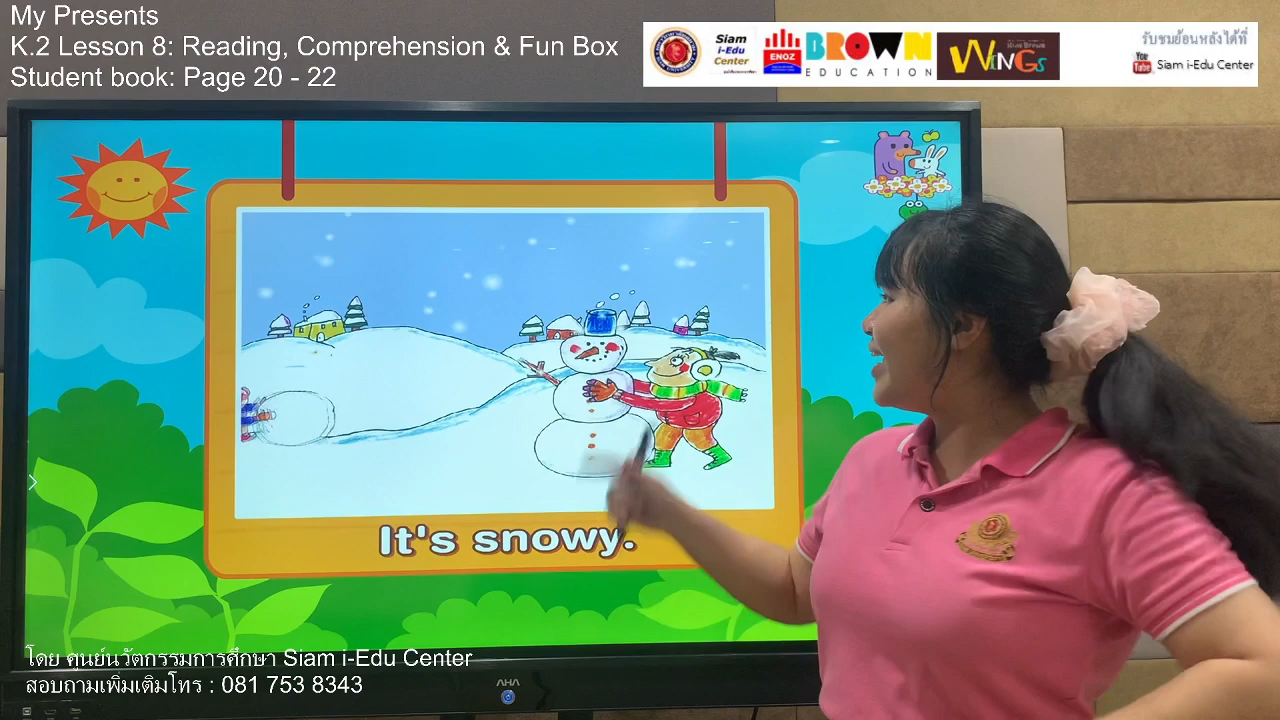 My Presents
K.2 Lesson 8: Reading, Comprehension & Fun Box
Student book: Page 20 - 22
Siam
i-Edu
Center
ENOZ
BROWN
EDUCATION
WiNGs
รับชมย้อนหลังได้ที่
You
Tube
Siam i-Edu Center
It's snowy.
โดย ศูนย์นวัตกรรมการศึกษา Siam i-Edu Center
สอบถามเพิ่มเติมโทร : 081 753 8343
AHA